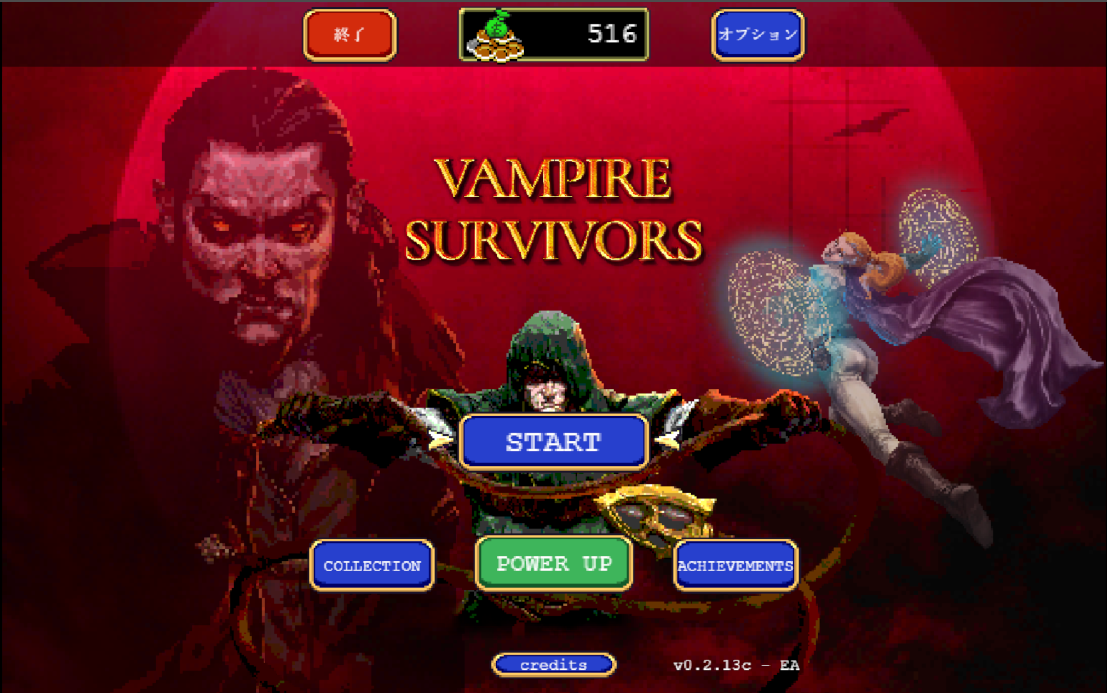 終了
516
オプション
VAMPIRE
SURVIVORS
START
COLLECTION
POWER UP
ACHIEVEMENTS
credits
v0.2.13c - EA